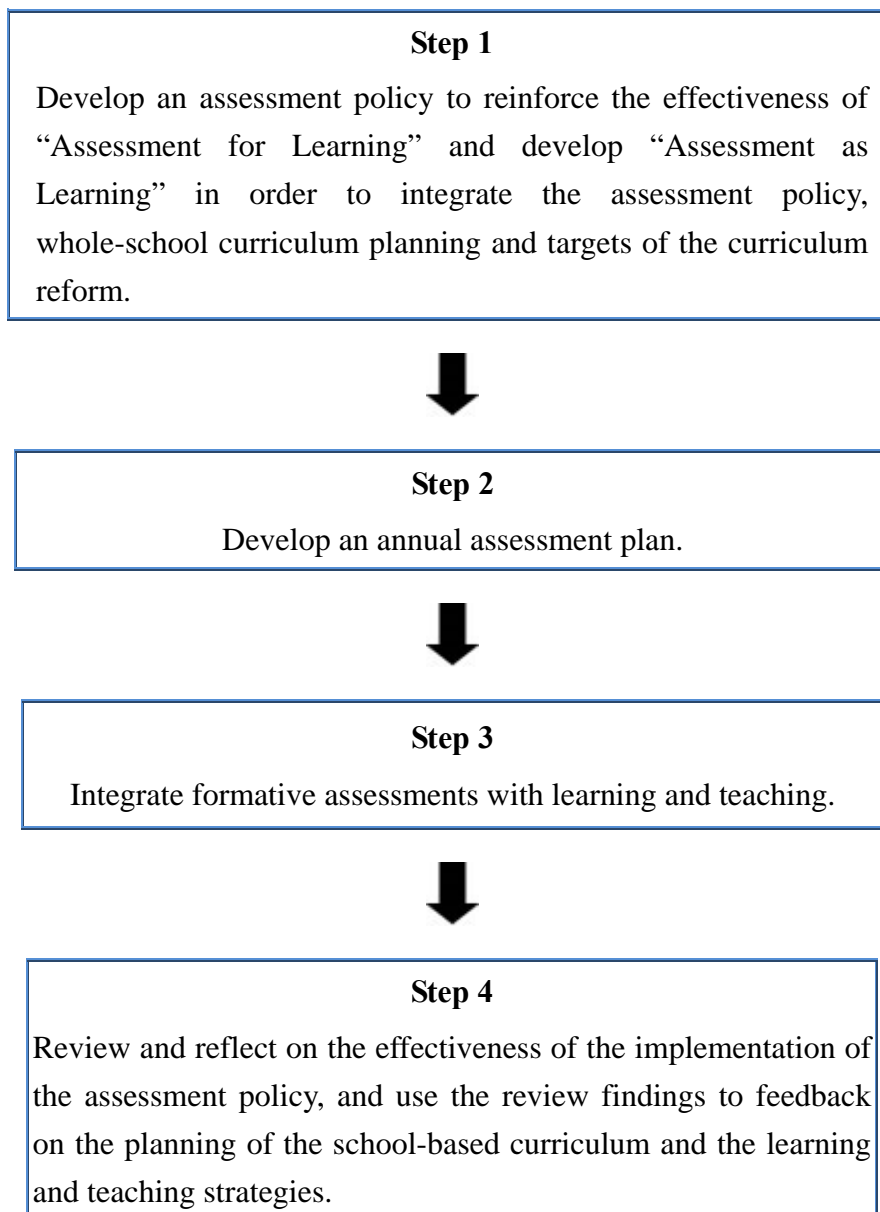 Step 1
Develop an assessment policy to reinforce the effectiveness of
“Assessment for Learning” and develop “Assessment as
Learning” in order to integrate the assessment policy,
whole-school curriculum planning and targets of the curriculum
reform.
Step 2
Develop an annual assessment plan.
Step 3
Integrate formative assessments with learning and teaching.
Step 4
Review and reflect on the effectiveness of the implementation of
the assessment policy, and use the review findings to feedback
on the planning of the school-based curriculum and the learning
and teaching strategies.